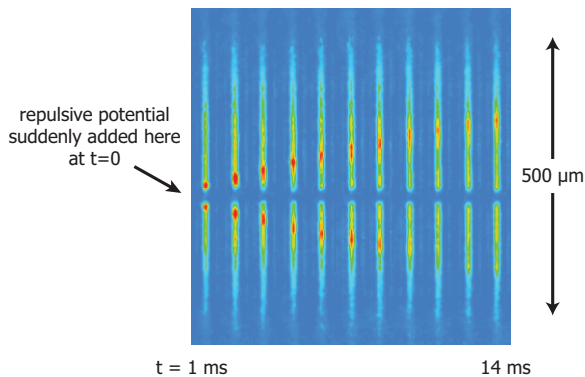 repulsive potential
suddenly added here
at t=0
500 µm
t = 1 ms
14 ms